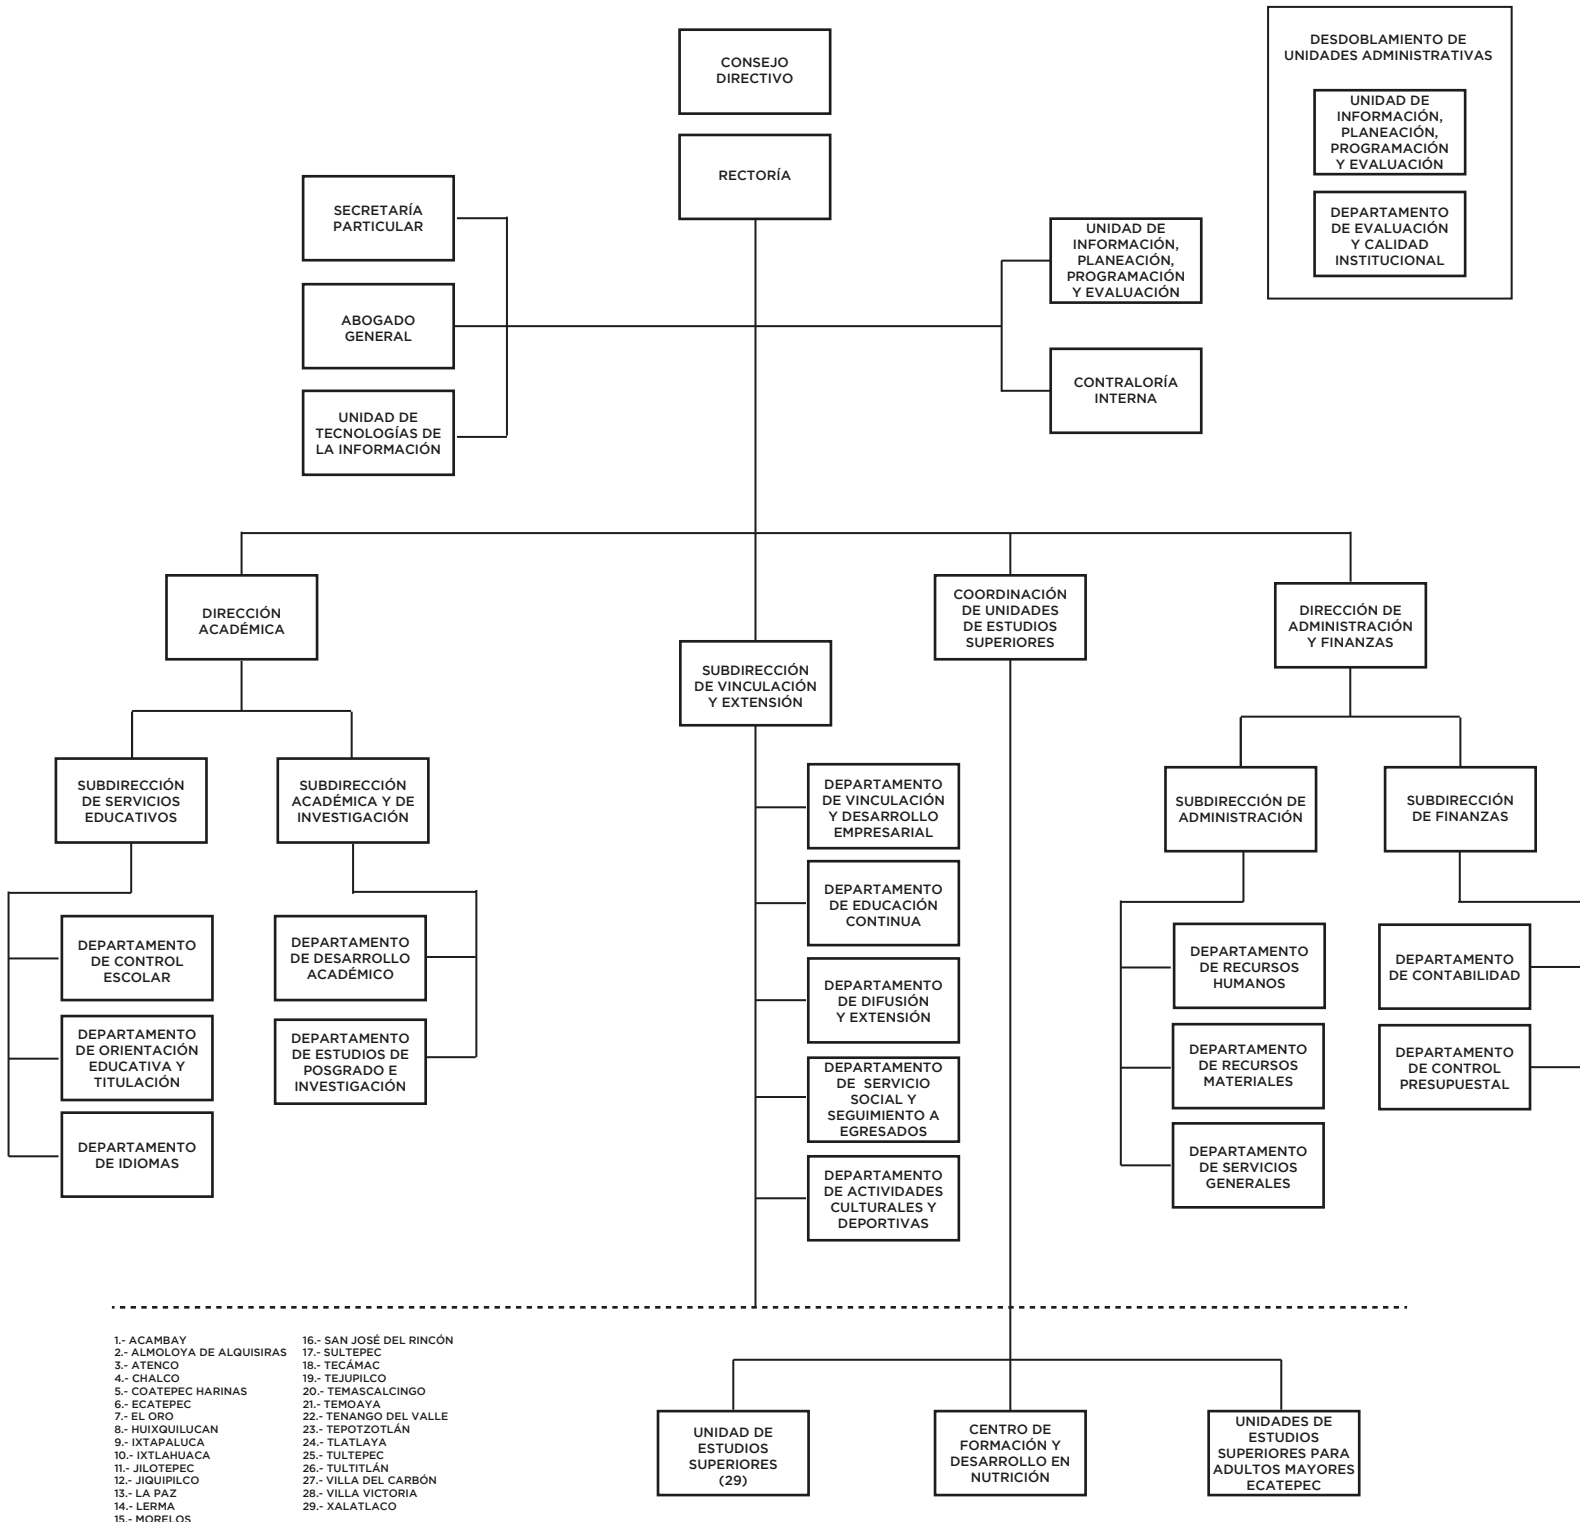 CONSEJO
DIRECTIVO
RECTORÍA
DESDOBLAMIENTO DE
UNIDADES ADMINISTRATIVAS
UNIDAD DE
INFORMACIÓN,
PLANEACIÓN,
PROGRAMACIÓN
Y EVALUACIÓN
DEPARTAMENTO
DE EVALUACIÓN
Y CALIDAD
INSTITUCIONAL
SECRETARÍA
PARTICULAR
ABOGADO
GENERAL
UNIDAD DE
TECNOLOGÍAS DE
LA INFORMACIÓN
UNIDAD DE
INFORMACIÓN,
PLANEACIÓN,
PROGRAMACIÓN
Y EVALUACIÓN
CONTRALORÍA
INTERNA
DIRECCIÓN
ACADÉMICA
SUBDIRECCIÓN
DE VINCULACIÓN
Y EXTENSIÓN
COORDINACIÓN
DE UNIDADES
DE ESTUDIOS
SUPERIORES
DIRECCIÓN DE
ADMINISTRACIÓN
Y FINANZAS
SUBDIRECCIÓN
DE SERVICIOS
EDUCATIVOS
SUBDIRECCIÓN
ACADÉMICA Y DE
INVESTIGACIÓN
DEPARTAMENTO
DE VINCULACIÓN
Y DESARROLLO
EMPRESARIAL
SUBDIRECCIÓN DE
ADMINISTRACIÓN
SUBDIRECCIÓN
DE FINANZAS
DEPARTAMENTO
DE CONTROL
ESCOLAR
DEPARTAMENTO
DE ORIENTACIÓN
EDUCATIVA Y
TITULACIÓN
DEPARTAMENTO
DE IDIOMAS
DEPARTAMENTO
DE DESARROLLO
ACADÉMICO
DEPARTAMENTO
DE ESTUDIOS DE
POSGRADO E
INVESTIGACIÓN
DEPARTAMENTO
DE EDUCACIÓN
CONTINUA
DEPARTAMENTO
DE DIFUSIÓN
Y EXTENSIÓN
DEPARTAMENTO
DE SERVICIO
SOCIAL Y
SEGUIMIENTO A
EGRESADOS
DEPARTAMENTO
DE ACTIVIDADES
CULTURALES Y
DEPORTIVAS
DEPARTAMENTO
DE RECURSOS
HUMANOS
DEPARTAMENTO
DE RECURSOS
MATERIALES
DEPARTAMENTO
DE SERVICIOS
GENERALES
DEPARTAMENTO
DE CONTABILIDAD
DEPARTAMENTO
DE CONTROL
PRESUPUESTAL
1.- ACAMBAY
2.- ALMOLOYA DE ALQUISIRAS
3.- ATENCO
4.- CHALCO
5.- COATEPEC HARINAS
6.- ECATEPEC
7.- EL ORO
8.- HUIXQUILUCAN
9.- IXTAPALUCA
10.- IXTLAHUACA
11.- JILOTEPEC
12.- JIQUIPILCO
13.- LA PAZ
14.- LERMA
15.- MORELOS
16.- SAN JOSÉ DEL RINCÓN
17.- SULTEPEC
18.- TECÁMAC
19.- TEJUPILCO
20.- TEMASCALCINGO
21.- TEMOAYA
22.- TENANGO DEL VALLE
23.- TEPOTZOTLÁN
24.- TLATLAYA
25.- TULTEPEC
26.- TULTITLÁN
27.- VILLA DEL CARBÓN
28.- VILLA VICTORIA
29.- XALATLACO
UNIDAD DE
ESTUDIOS
SUPERIORES
(29)
CENTRO DE
FORMACIÓN Y
DESARROLLO EN
NUTRICIÓN
UNIDADES DE
ESTUDIOS
SUPERIORES PARA
ADULTOS MAYORES
ECATEPEC